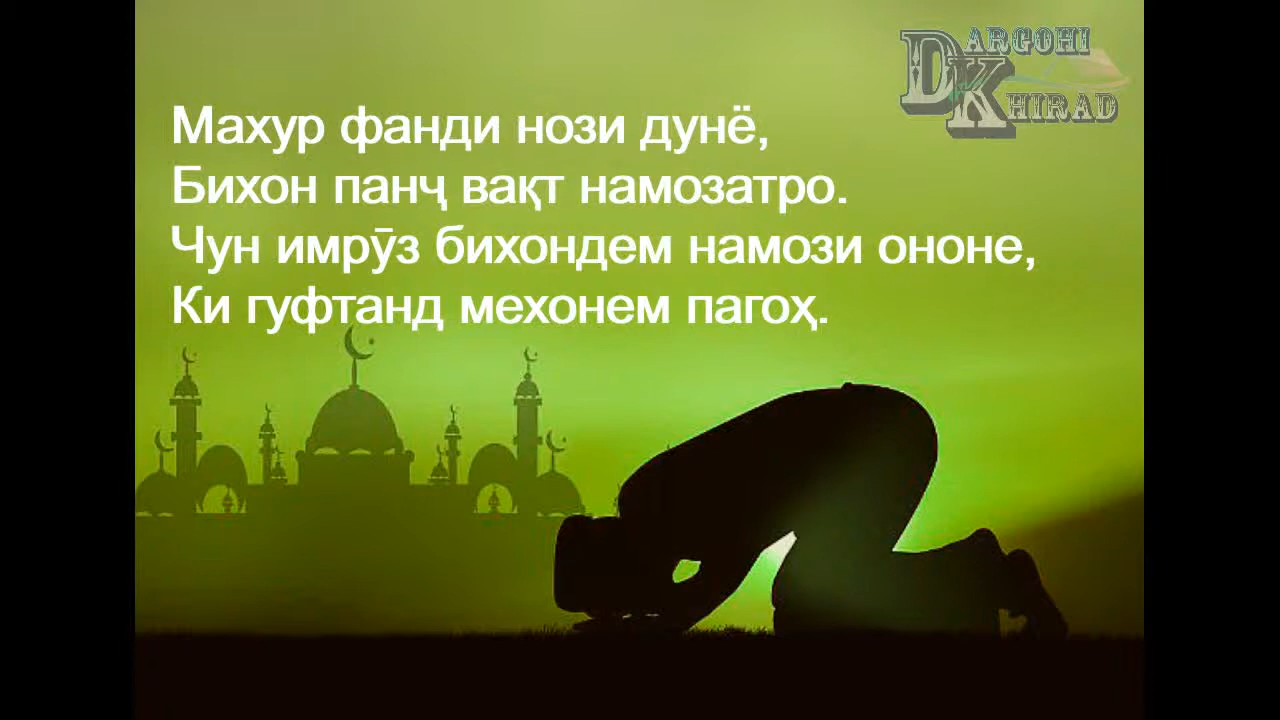 DARGOHI
KHIRAD
Махур фанди нози дунё,
Бихон панҷ вақт намозатро.
Чун имрӯз бихондем намози ононе,
Ки гуфтанд мехонем пагоҳ.